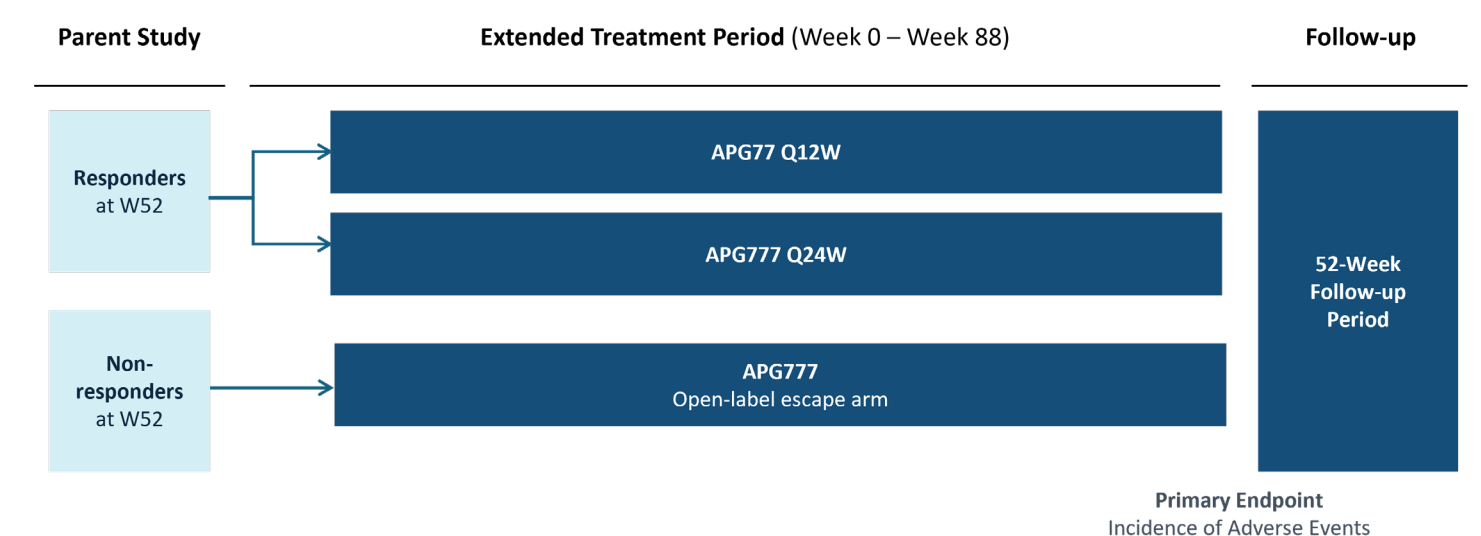 Parent Study
Extended Treatment Period (Week 0 – Week 88)
Follow-up
Responders
at W52
APG77 Q12W
APG777 Q24W
Non-
responders
at W52
APG777
Open-label escape arm
52-Week
Follow-up
Period
Primary Endpoint
Incidence of Adverse Events